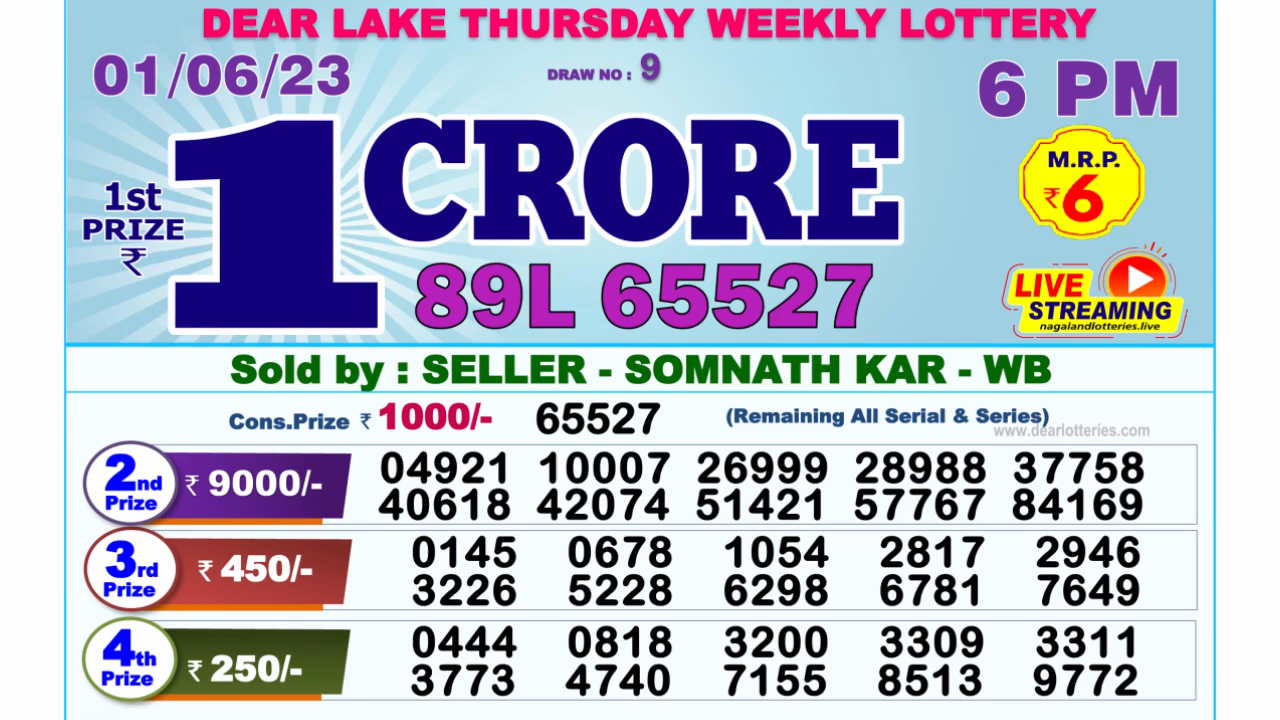 DEAR LAKE THURSDAY WEEKLY LOTTERY
01/06/23
DRAW NO : 9
6 PM
1st
PRIZE
₹
1 CRORE
M.R.P.
₹6
89L 65527
LIVE
STREAMING
nagalandlotteries.live
Sold by : SELLER - SOMNATH KAR - WB
Cons.Prize ₹ 1000/- 65527 (Remaining All Serial & Series)
www.dearlotteries.com
2nd Prize ₹ 9000/-
04921 10007 26999 28988 37758
40618 42074 51421 57767 84169
3rd Prize ₹ 450/-
0145 0678 1054 2817 2946
3226 5228 6298 6781 7649
4th Prize ₹ 250/-
0444 0818 3200 3309 3311
3773 4740 7155 8513 9772